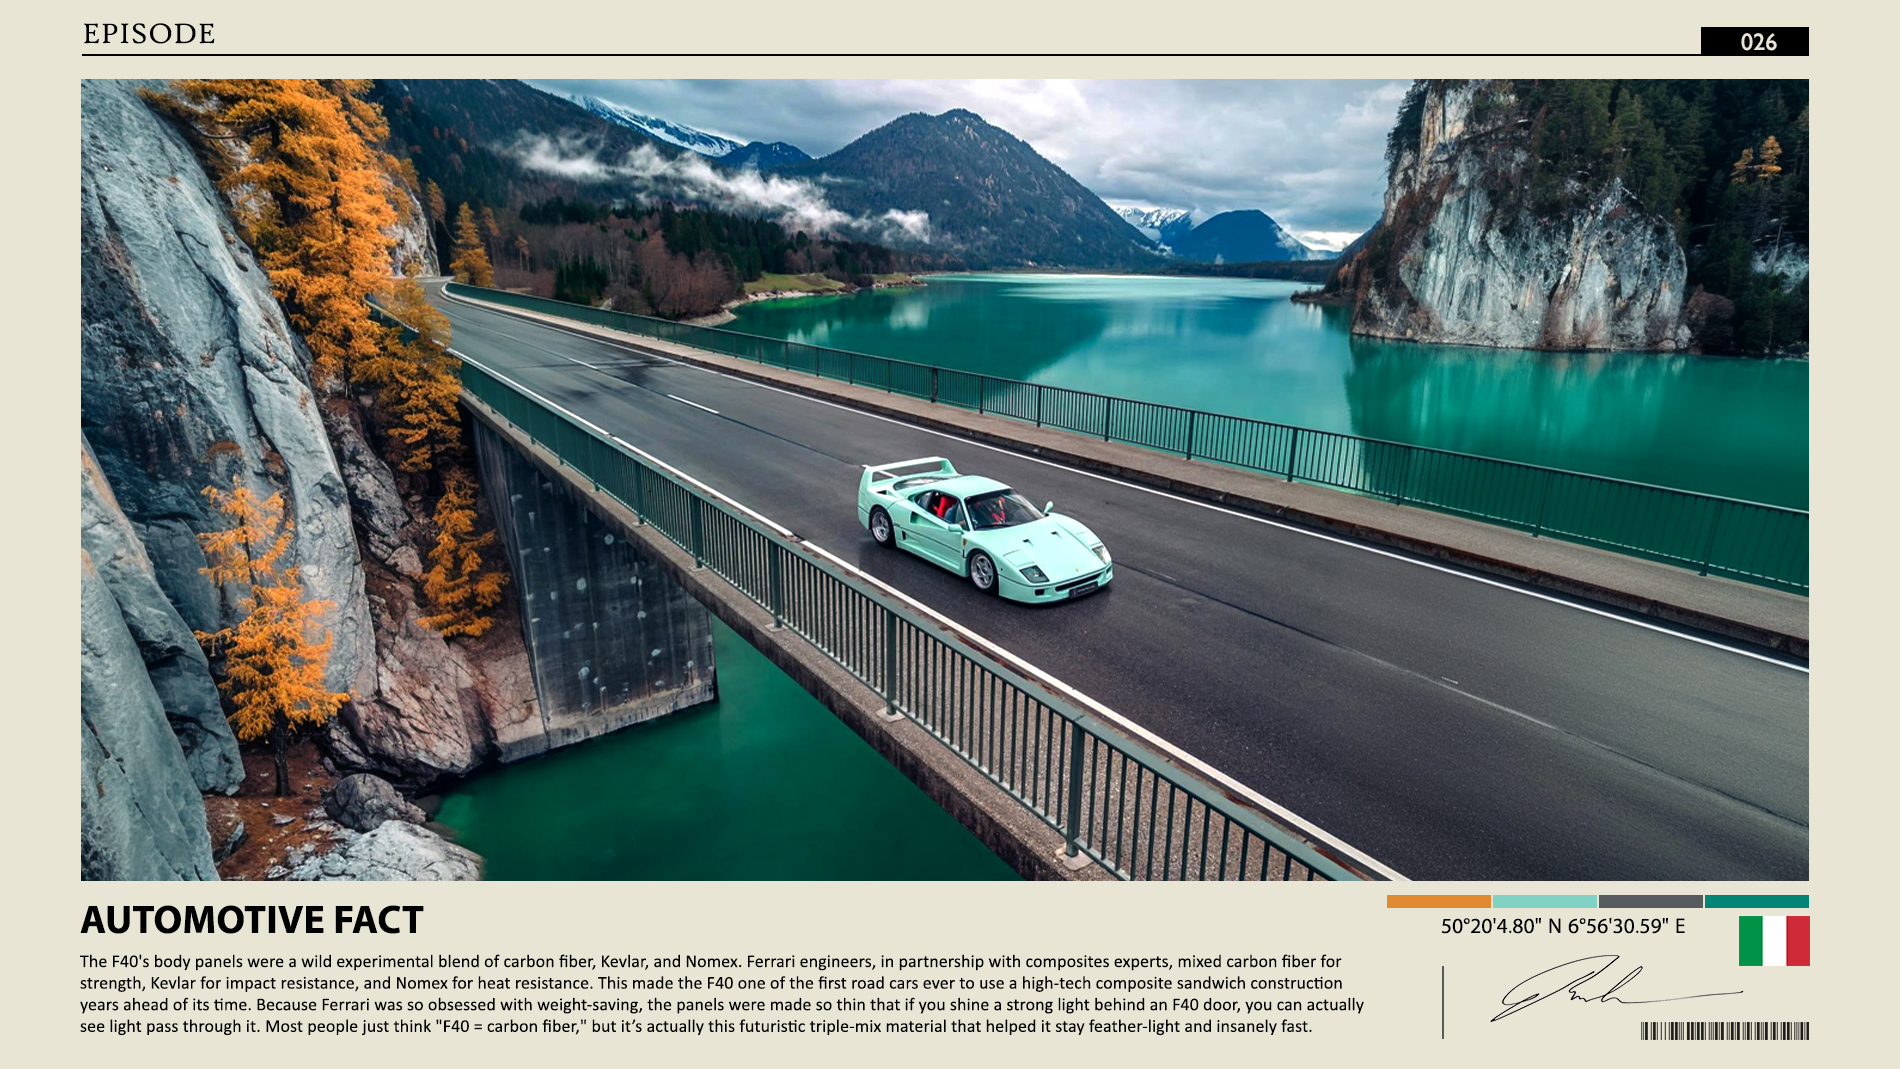 EPISODE
026
AUTOMOTIVE FACT
The F40's body panels were a wild experimental blend of carbon fiber, Kevlar, and Nomex. Ferrari engineers, in partnership with composites experts, mixed carbon fiber for
strength, Kevlar for impact resistance, and Nomex for heat resistance. This made the F40 one of the first road cars ever to use a high-tech composite sandwich construction
years ahead of its time. Because Ferrari was so obsessed with weight-saving, the panels were made so thin that if you shine a strong light behind an F40 door, you can actually
see light pass through it. Most people just think "F40 = carbon fiber," but it’s actually this futuristic triple-mix material that helped it stay feather-light and insanely fast.
50°20'4.80" N 6°56'30.59" E